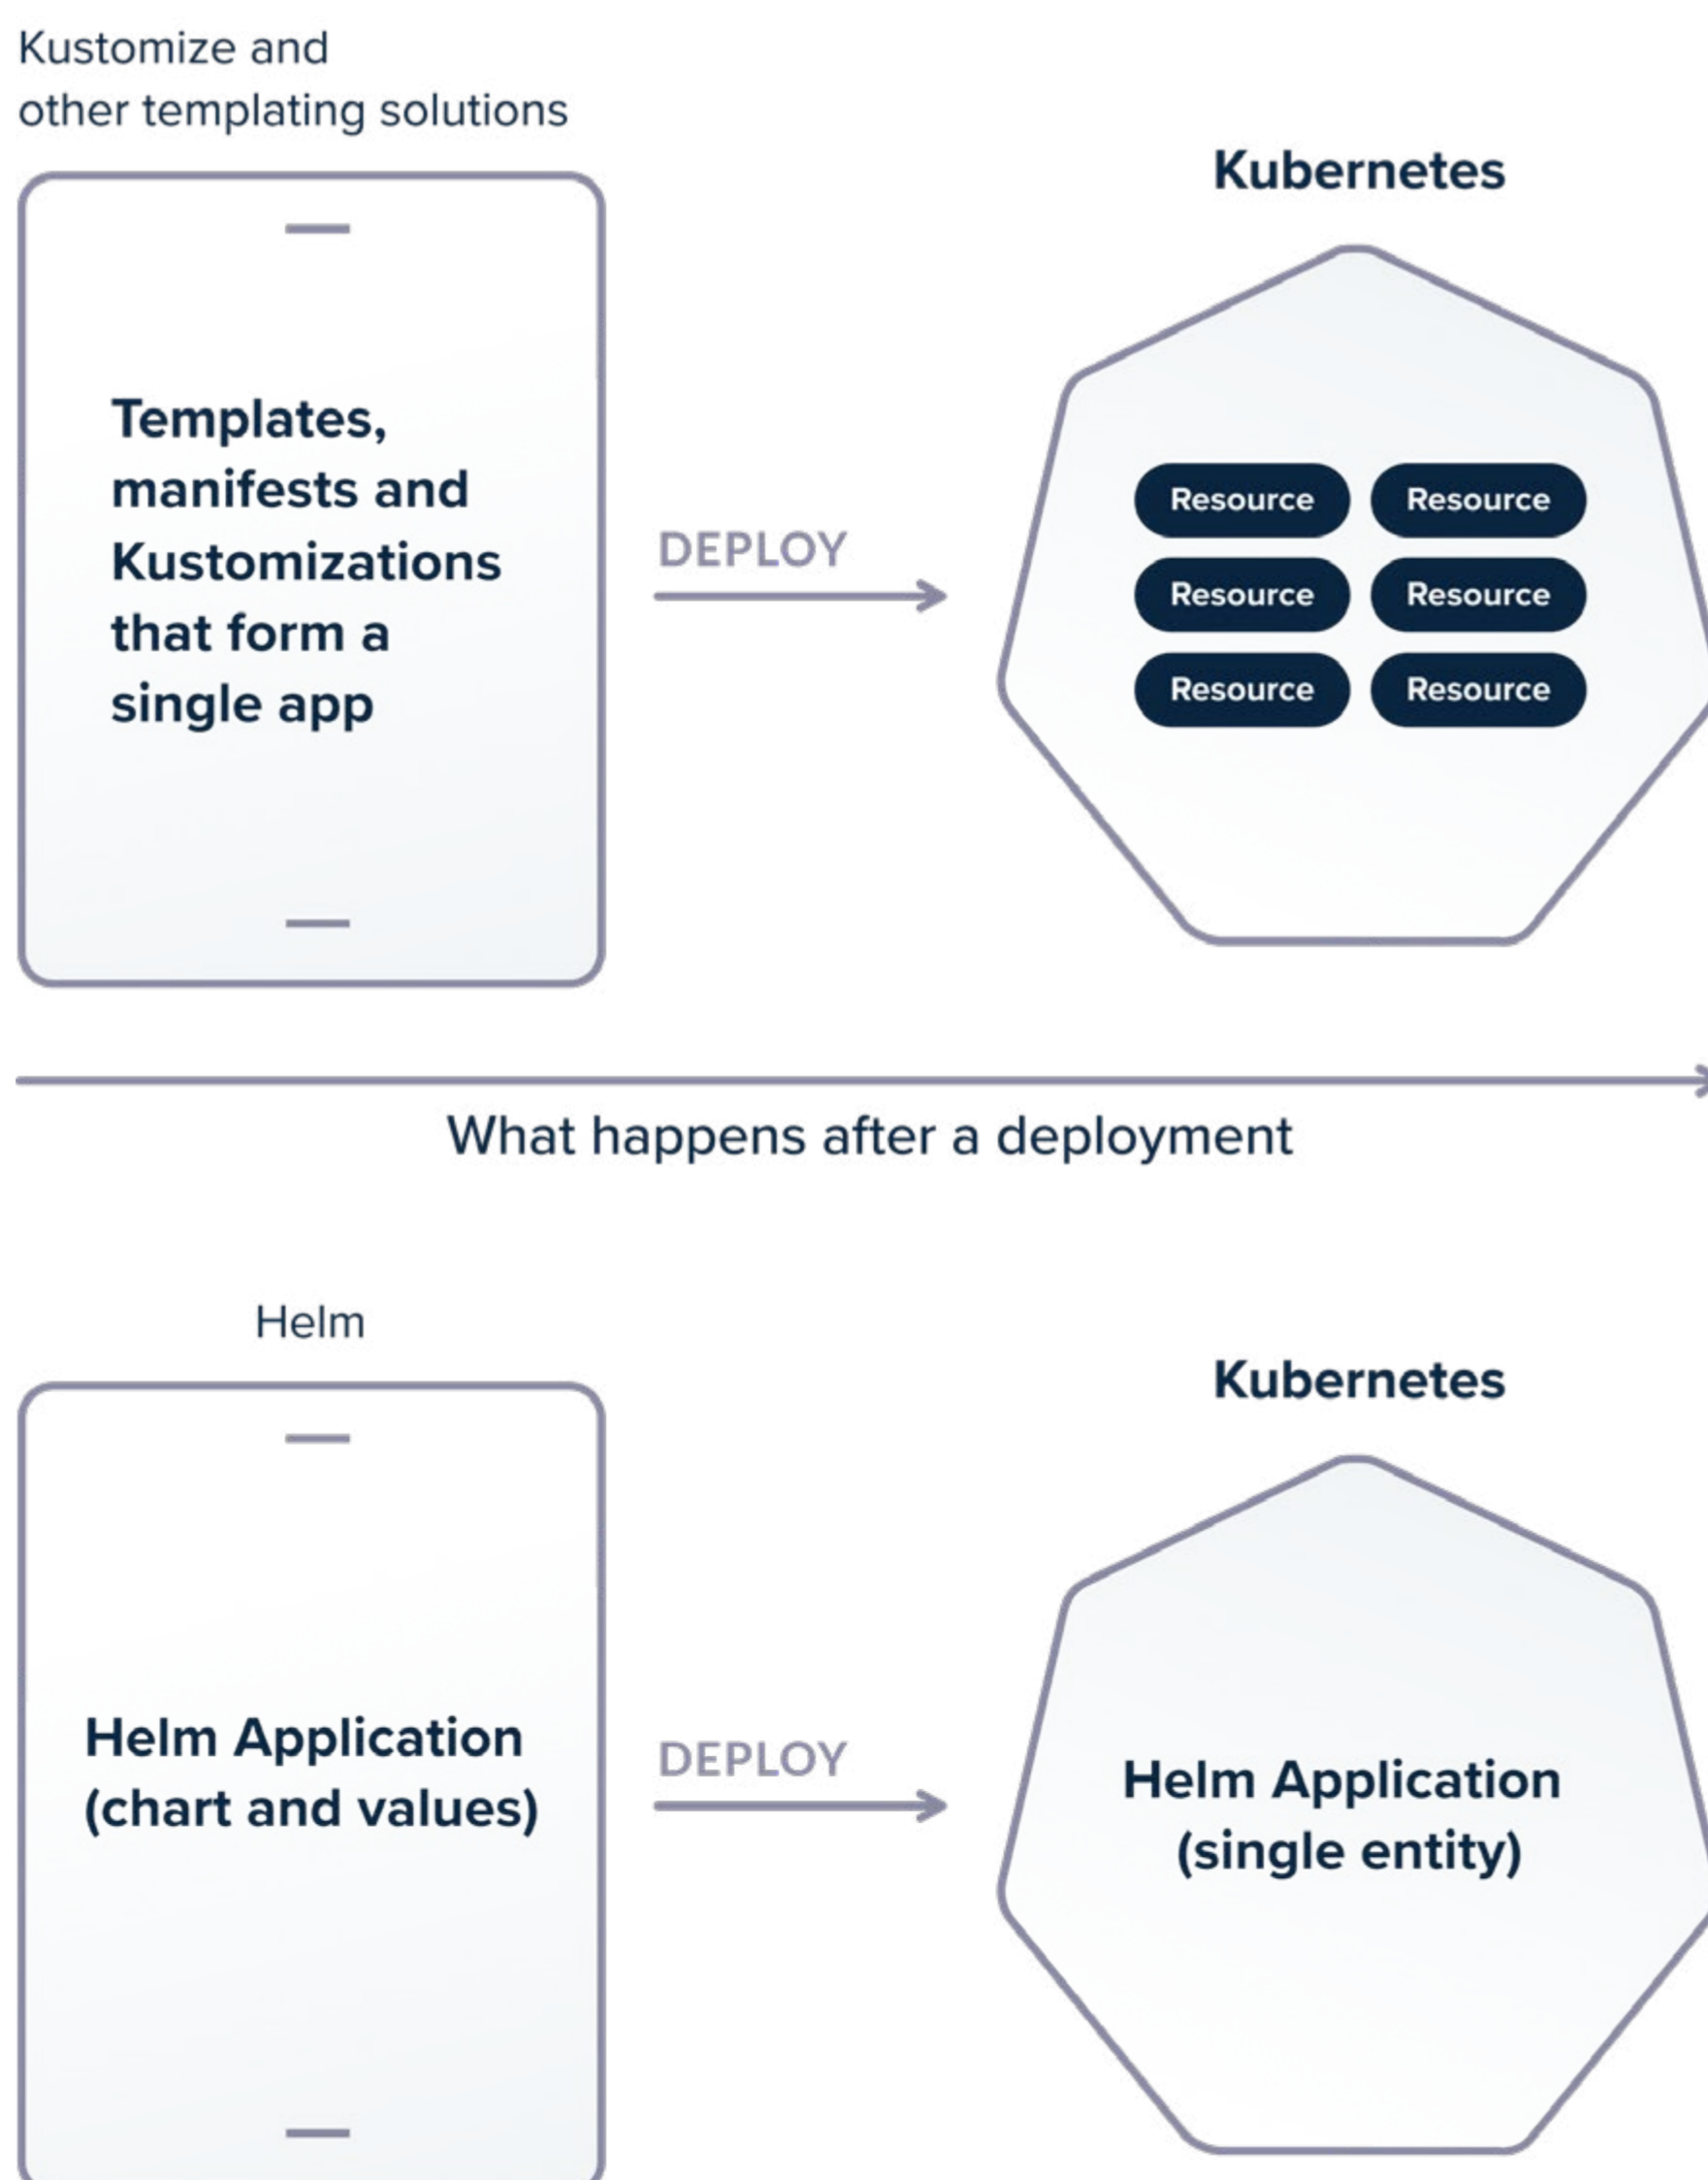 Kustomize and
other templating solutions
Kubernetes
Templates,
manifests and
Kustomizations
that form a
single app
DEPLOY
Resource Resource
Resource Resource
Resource Resource
What happens after a deployment
Helm
Kubernetes
Helm Application
(chart and values)
DEPLOY
Helm Application
(single entity)